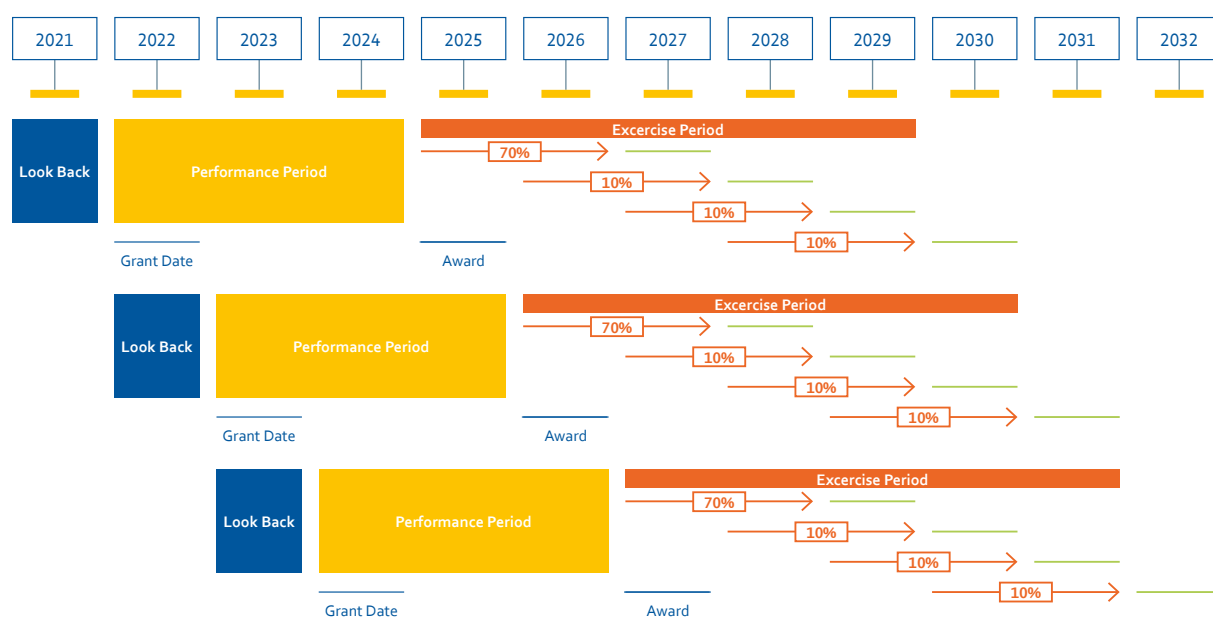 2021 2022 2023 2024 2025 2026 2027 2028 2029 2030 2031 2032
Excercise Period
70%
Look Back Performance Period
10%
10%
10%
Grant Date Award
Excercise Period
70%
Look Back Performance Period
10%
10%
10%
Grant Date Award
Excercise Period
70%
Look Back Performance Period
10%
10%
10%
Grant Date Award